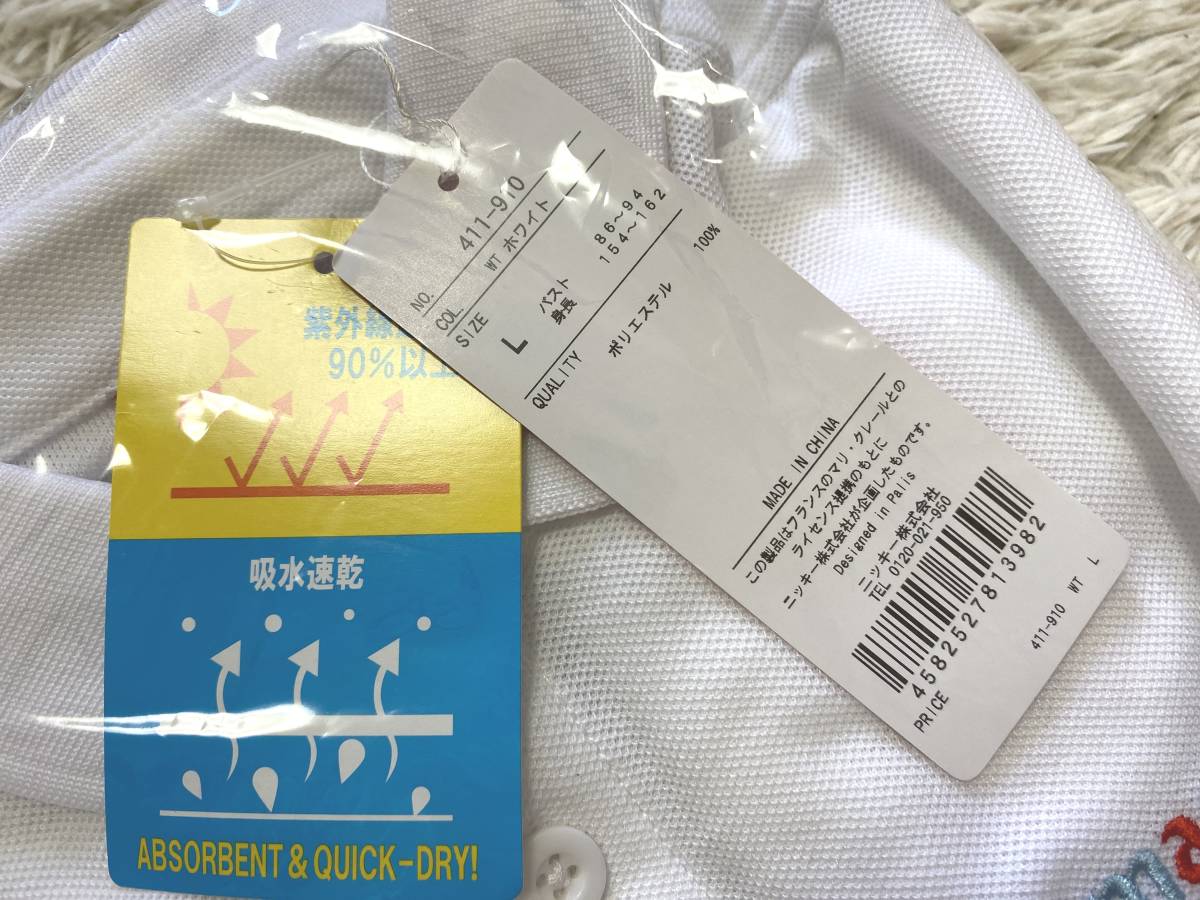 紫外線
90%以上
吸水速乾
ABSORBENT & QUICK-DRY!
NO. 411-910
COL. WT ホワイト
SIZE
L バスト 86～94
身長 154～162
QUALITY
ポリエステル 100%
MADE IN CHINA
この製品はフランスのマリ・クレールとの
ライセンス提携のもとに
ニッキー株式会社が企画したものです。
Designed in Palis
ニッキー株式会社
TEL 0120-021-950
4582527813982
411-910 WT L
PRICE